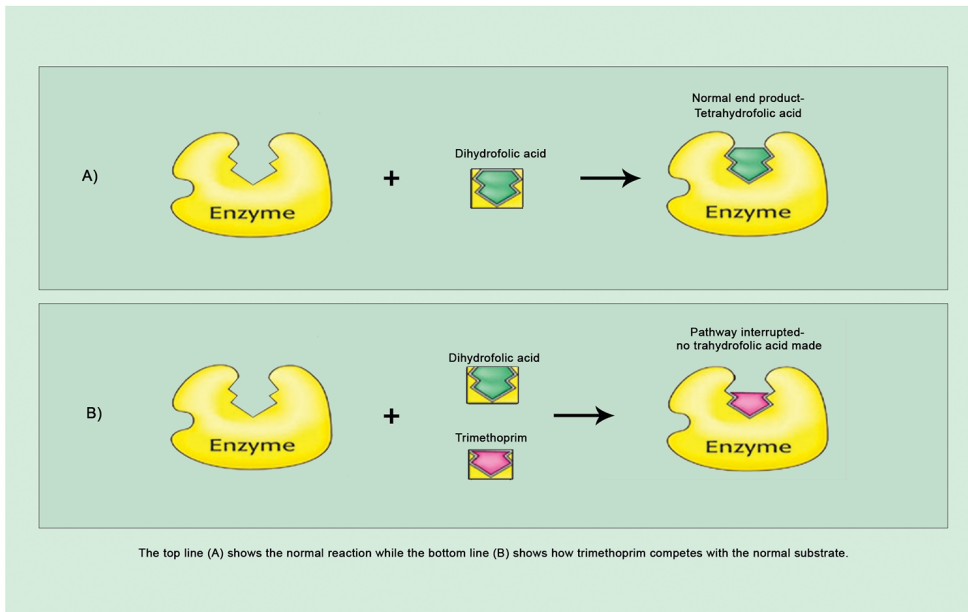 Normal end product-
Tetrahydrofolic acid
Dihydrofolic acid
A)
+
Enzyme
Enzyme
Pathway interrupted-
no trahydrofolic acid made
Dihydrofolic acid
B)
+
Trimethoprim
Enzyme
Enzyme
The top line (A) shows the normal reaction while the bottom line (B) shows how trimethoprim competes with the normal substrate.